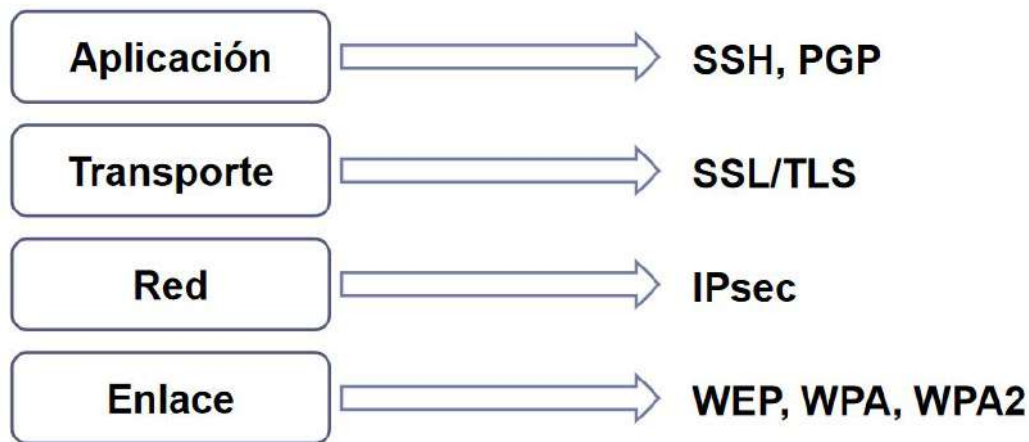 Aplicación SSH, PGP
Transporte SSL/TLS
Red IPsec
Enlace WEP, WPA, WPA2